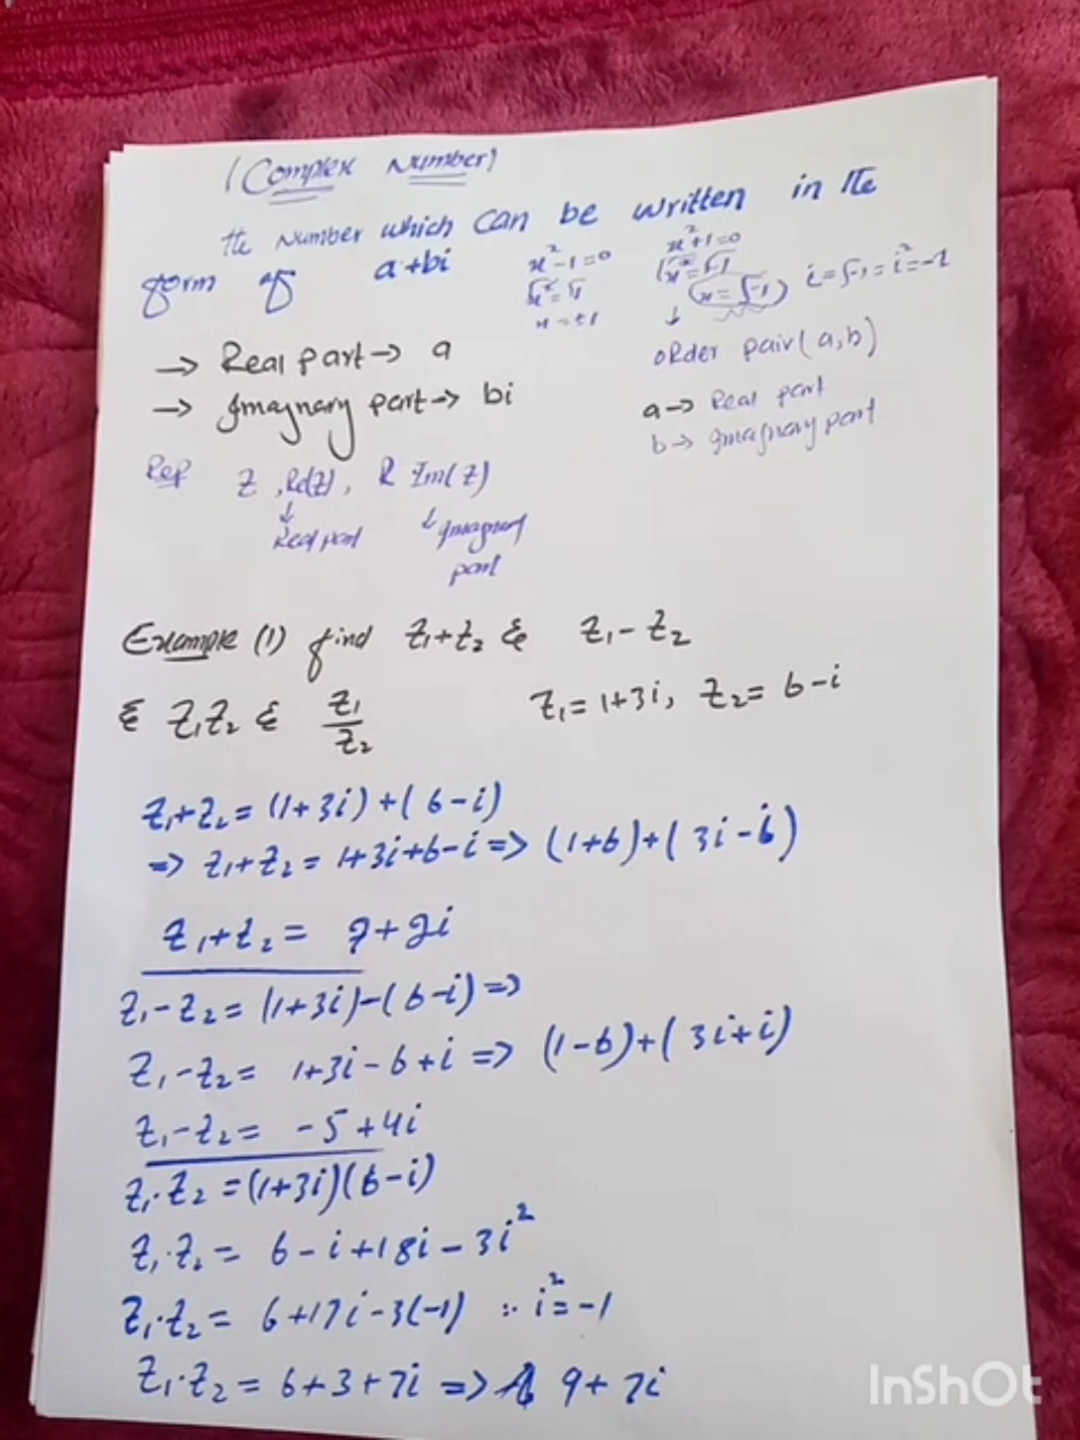 (Complex Number)
the Number which can be written in the
form of a+bi
x²-1=0
√x²=√1
x=±1
x²+1=0
√x²=√-1
x=√-1
i=√-1=i²=-1
→ Real part → a
→ Imagnary part → bi
↓
order pair(a,b)
a→ Real part
b→ Imagnary part
Rep Z, Re(Z), R Im(Z)
↓ ↓
Real part Imagnary
part
Example (1) find Z₁+Z₂ & Z₁-Z₂
& Z₁Z₂ & Z₁/Z₂ Z₁=1+3i, Z₂=6-i
Z₁+Z₂=(1+3i)+(6-i)
=> Z₁+Z₂=1+3i+6-i=> (1+6)+(3i-i)
Z₁+Z₂= 7+2i
Z₁-Z₂=(1+3i)-(6-i)=>
Z₁-Z₂= 1+3i-6+i=> (1-6)+(3i+i)
Z₁-Z₂= -5+4i
Z₁·Z₂=(1+3i)(6-i)
Z₁·Z₂= 6-i+18i-3i²
Z₁·Z₂= 6+17i-3(-1) ∴ i²=-1
Z₁·Z₂= 6+3+7i => 9+7i
InShOt